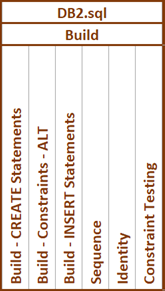 DB2.sql
Build
Build - CREATE Statements
Build - Constraints - ALT
Build - INSERT Statements
Sequence
Identity
Constraint Testing